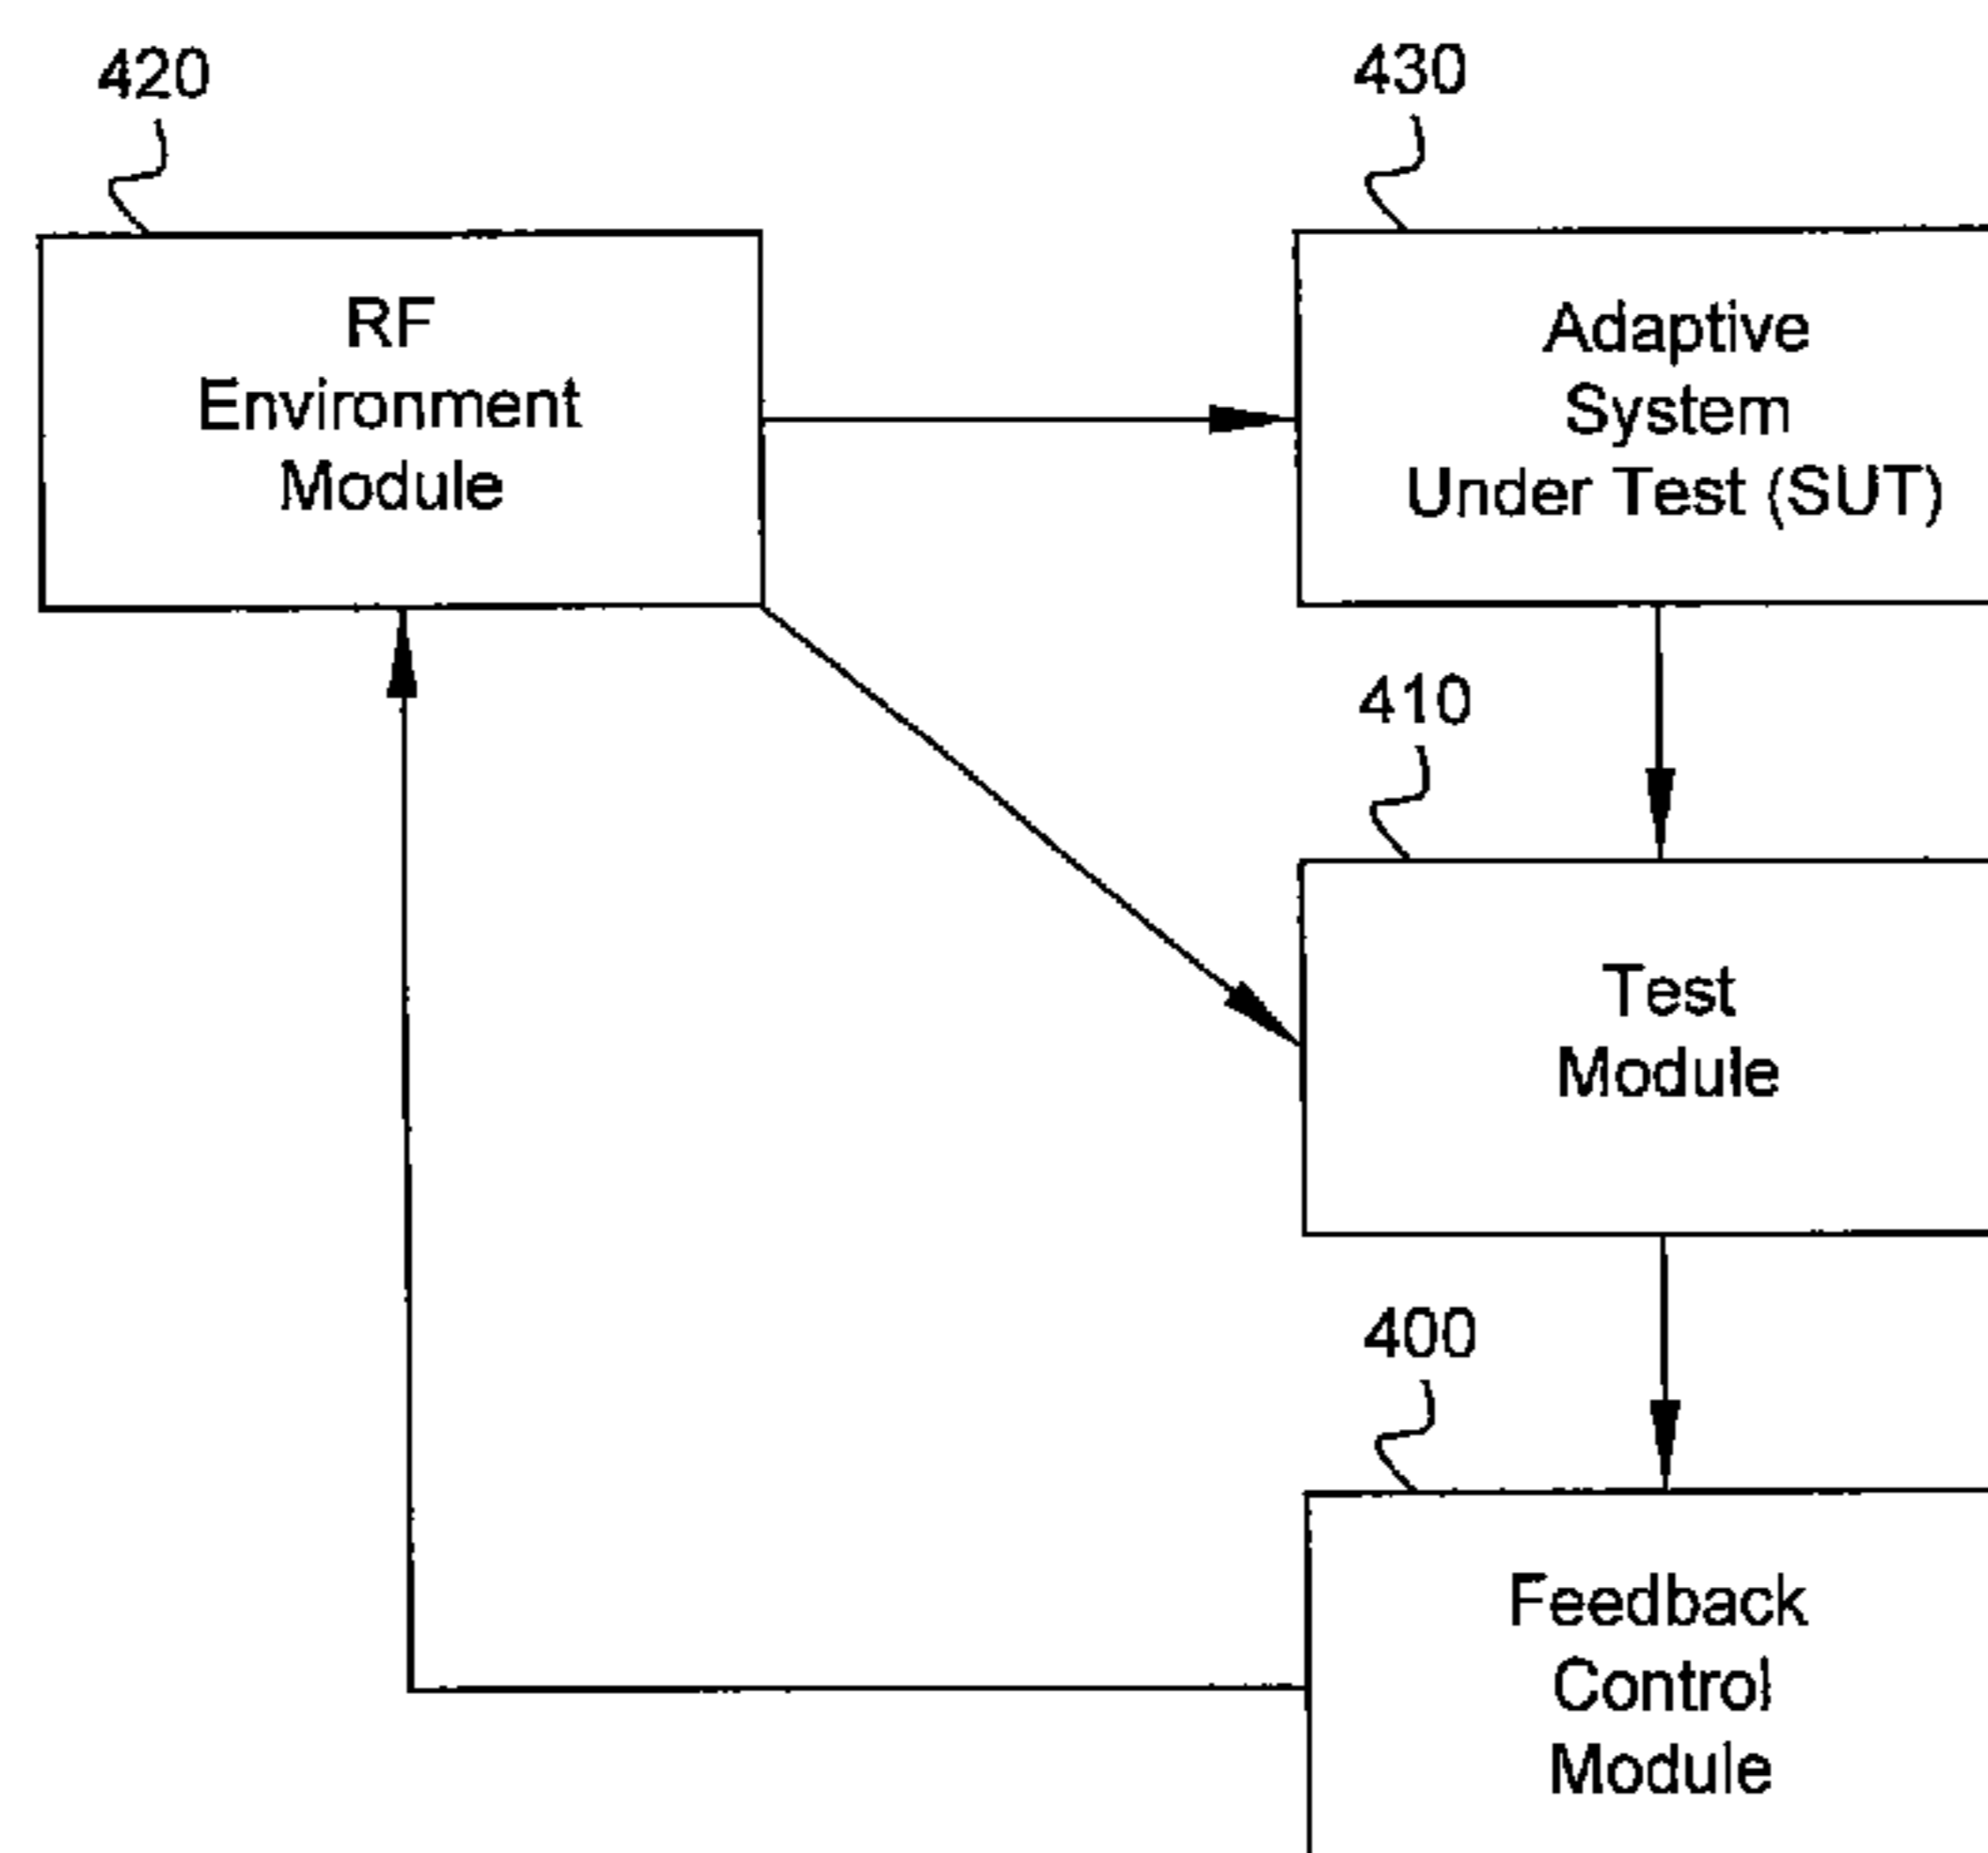 420
430
RF
Environment
Module
Adaptive
System
Under Test (SUT)
410
Test
Module
400
Feedback
Control
Module